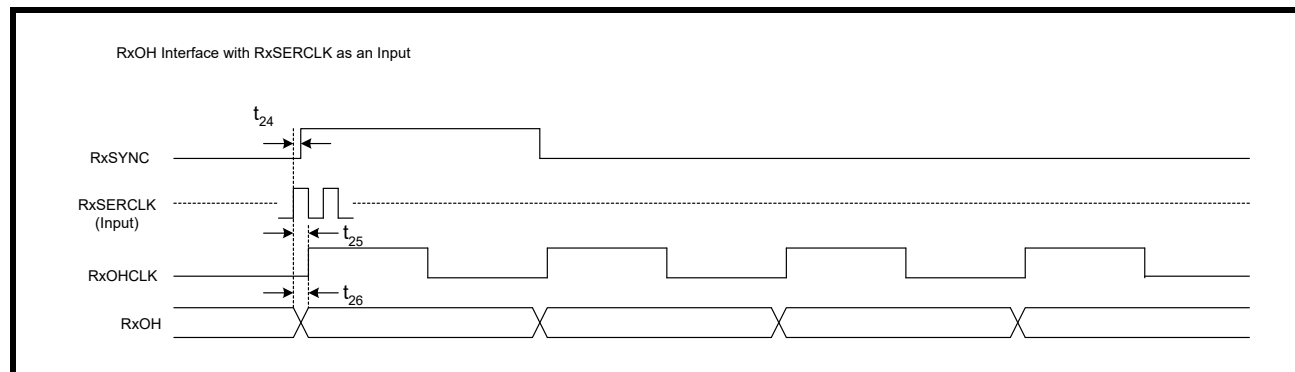 RxOH Interface with RxSERCLK as an Input
t24
RxSYNC
RxSERCLK
(Input)
t25
RxOHCLK
t26
RxOH